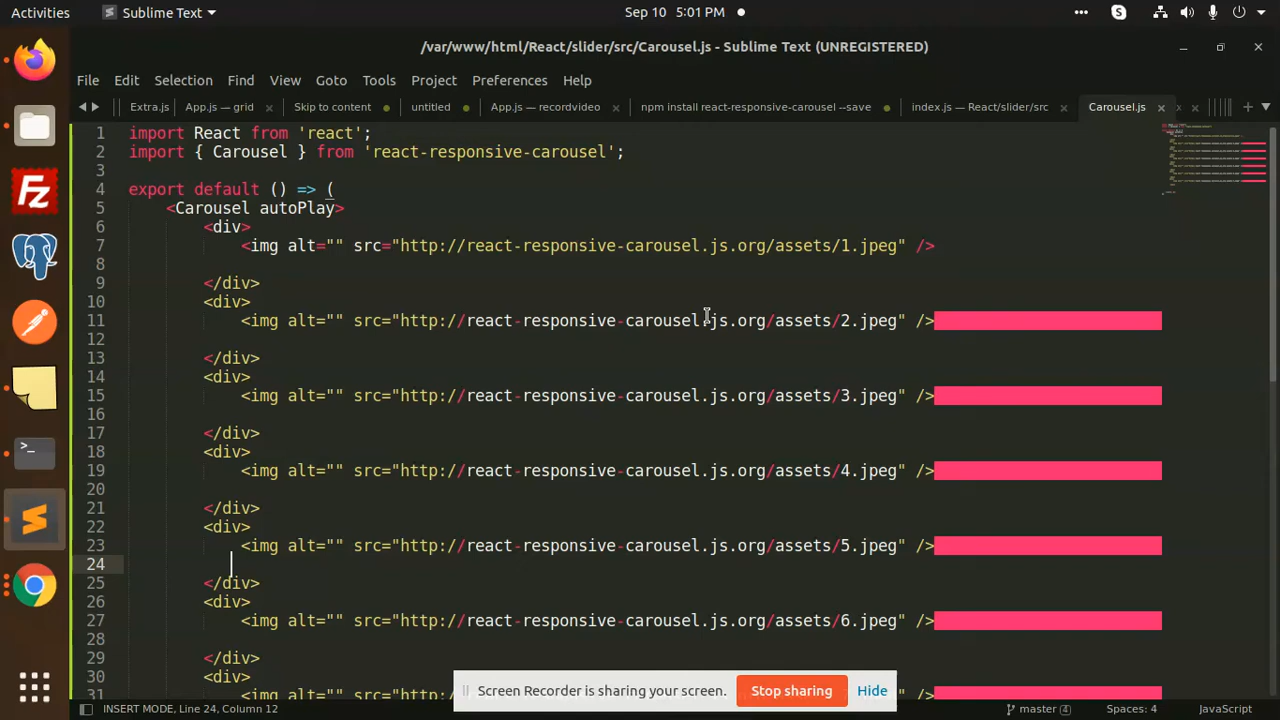 Activities
Sublime Text
Sep 10 5:01 PM
/var/www/html/React/slider/src/Carousel.js - Sublime Text (UNREGISTERED)
File Edit Selection Find View Goto Tools Project Preferences Help
Extra.js App.js — grid Skip to content untitled App.js — recordvideo npm install react-responsive-carousel --save index.js — React/slider/src Carousel.js
1 import React from 'react';
2 import { Carousel } from 'react-responsive-carousel';
3
4 export default () => (
5 <Carousel autoPlay>
6 <div>
7 <img alt="" src="http://react-responsive-carousel.js.org/assets/1.jpeg" />
8
9 </div>
10 <div>
11 <img alt="" src="http://react-responsive-carousel.js.org/assets/2.jpeg" />
12
13 </div>
14 <div>
15 <img alt="" src="http://react-responsive-carousel.js.org/assets/3.jpeg" />
16
17 </div>
18 <div>
19 <img alt="" src="http://react-responsive-carousel.js.org/assets/4.jpeg" />
20
21 </div>
22 <div>
23 <img alt="" src="http://react-responsive-carousel.js.org/assets/5.jpeg" />
24
25 </div>
26 <div>
27 <img alt="" src="http://react-responsive-carousel.js.org/assets/6.jpeg" />
28
29 </div>
30 <div>
31
Screen Recorder is sharing your screen. Stop sharing Hide
INSERT MODE, Line 24, Column 12
master 4
Spaces: 4
JavaScript